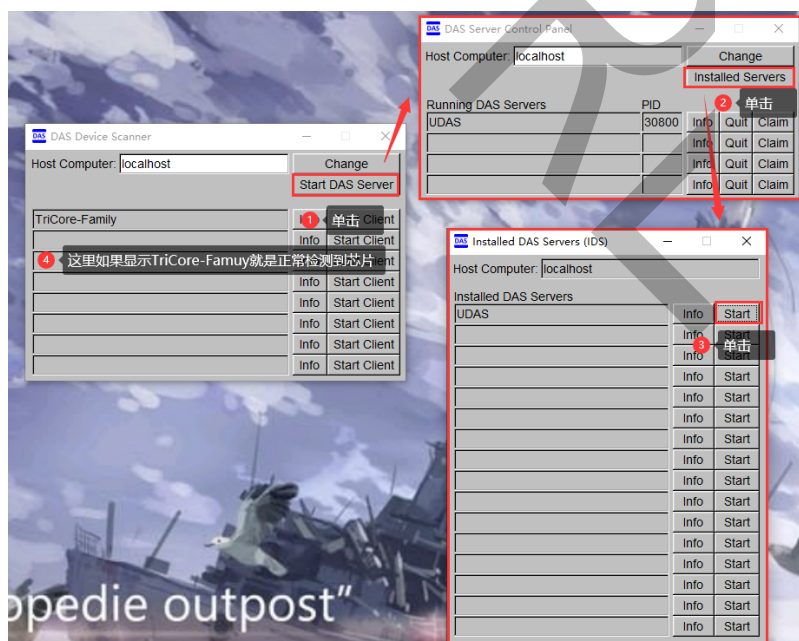 DAS Server Control Panel
Host Computer: localhost
Change
Installed Servers
2 单击
Running DAS Servers PID
UDAS 30800 Info Quit Claim
Info Quit Claim
Info Quit Claim
Info Quit Claim
DAS Device Scanner
Host Computer: localhost
Change
Start DAS Server
TriCore-Family 1 单击 Client
Info Start Client
4 这里如果显示TriCore-Famuy就是正常检测到芯片
Info Start Client
Info Start Client
Info Start Client
Info Start Client
Info Start Client
Installed DAS Servers (IDS)
Host Computer: localhost
Installed DAS Servers
UDAS Info Start
Info Start
3 单击
Info Start
Info Start
Info Start
Info Start
Info Start
Info Start
Info Start
Info Start
Info Start
Info Start
Info Start
Info Start
Info Start
Info Start
opedie outpost"